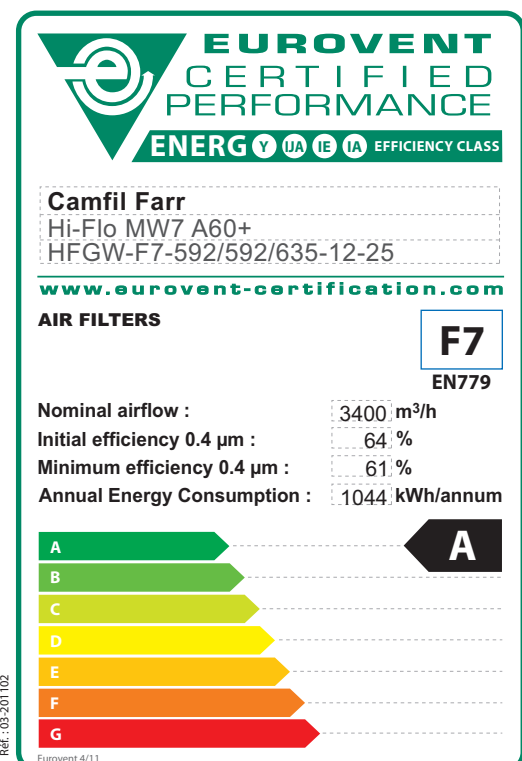 e
EUROVENT
CERTIFIED
PERFORMANCE
ENERG Y IJA IE IA EFFICIENCY CLASS
Camfil Farr
Hi-Flo MW7 A60+
HFGW-F7-592/592/635-12-25
www.eurovent-certification.com
AIR FILTERS
F7
EN779
Nominal airflow : 3400 m³/h
Initial efficiency 0.4 µm : 64 %
Minimum efficiency 0.4 µm : 61 %
Annual Energy Consumption : 1044 kWh/annum
A A
B
C
D
E
F
G
Réf. : 03-201102
Eurovent 4/11